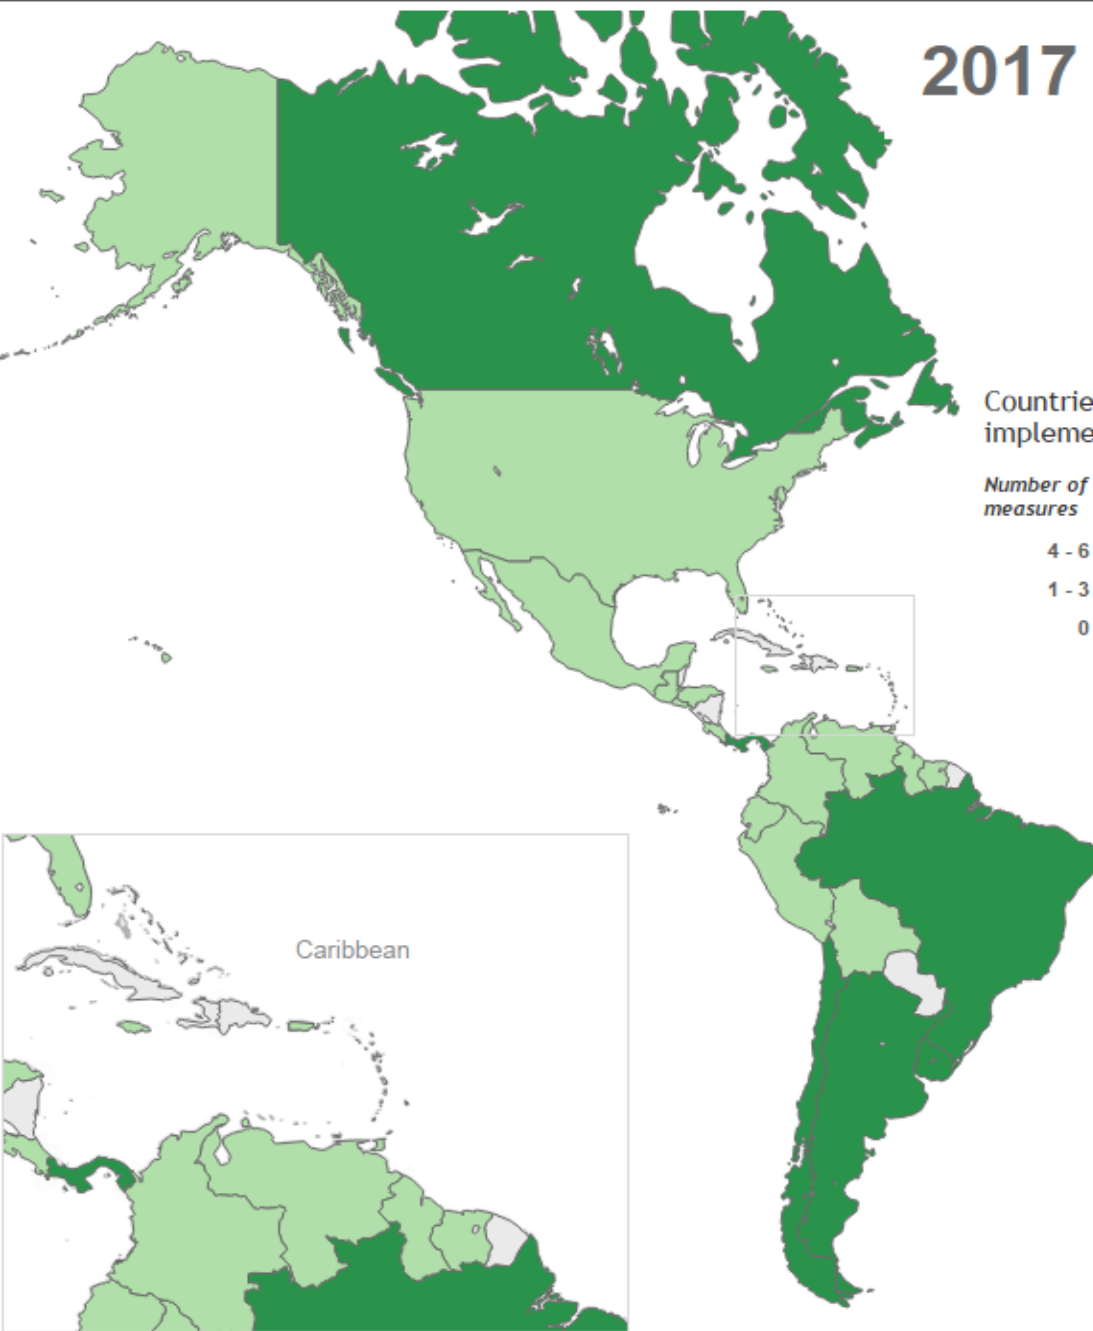 2017
Countrie
impleme
Number of
measures
4 - 6
1 - 3
0
Caribbean